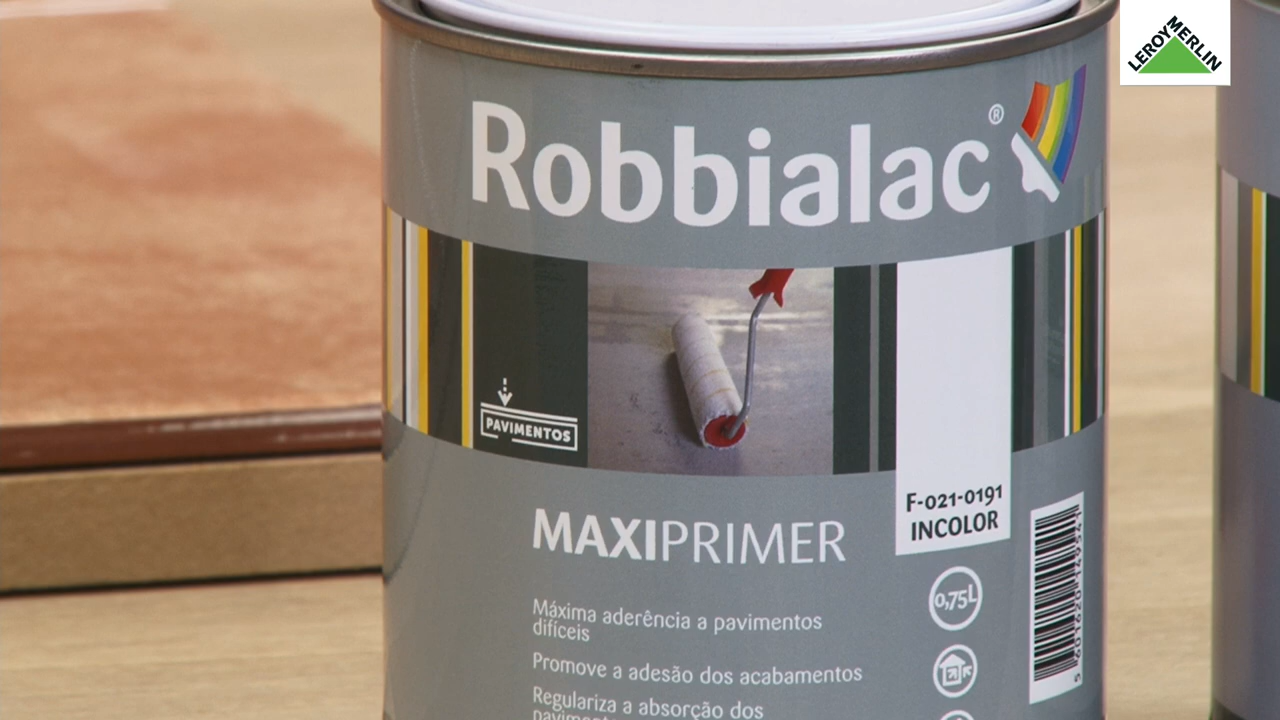 LEROY MERLIN
Robbialac®
PAVIMENTOS
F-021-0191
INCOLOR
MAXIPRIMER
0,75L
Máxima aderência a pavimentos
difíceis
Promove a adesão dos acabamentos
Regulariza a absorção dos